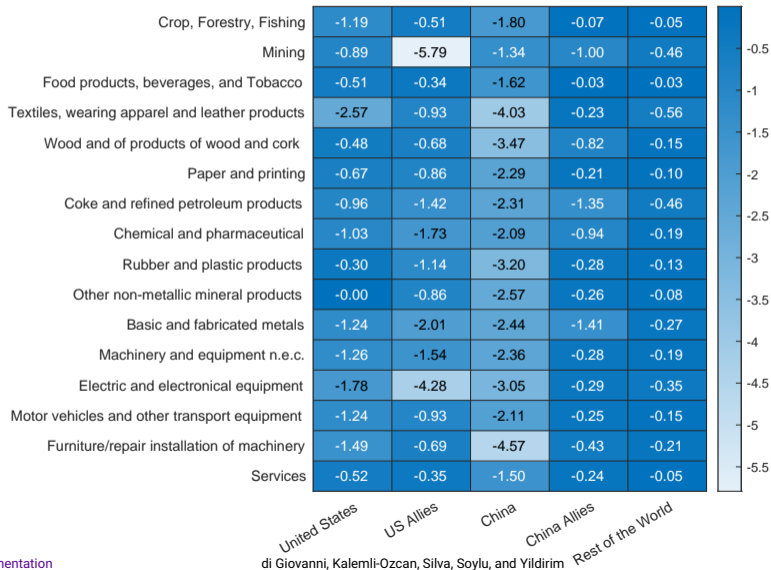 Crop, Forestry, Fishing -1.19 -0.51 -1.80 -0.07 -0.05
Mining -0.89 -5.79 -1.34 -1.00 -0.46
Food products, beverages, and Tobacco -0.51 -0.34 -1.62 -0.03 -0.03
Textiles, wearing apparel and leather products -2.57 -0.93 -4.03 -0.23 -0.56
Wood and of products of wood and cork -0.48 -0.68 -3.47 -0.82 -0.15
Paper and printing -0.67 -0.86 -2.29 -0.21 -0.10
Coke and refined petroleum products -0.96 -1.42 -2.31 -1.35 -0.46
Chemical and pharmaceutical -1.03 -1.73 -2.09 -0.94 -0.19
Rubber and plastic products -0.30 -1.14 -3.20 -0.28 -0.13
Other non-metallic mineral products -0.00 -0.86 -2.57 -0.26 -0.08
Basic and fabricated metals -1.24 -2.01 -2.44 -1.41 -0.27
Machinery and equipment n.e.c. -1.26 -1.54 -2.36 -0.28 -0.19
Electric and electronical equipment -1.78 -4.28 -3.05 -0.29 -0.35
Motor vehicles and other transport equipment -1.24 -0.93 -2.11 -0.25 -0.15
Furniture/repair installation of machinery -1.49 -0.69 -4.57 -0.43 -0.21
Services -0.52 -0.35 -1.50 -0.24 -0.05
-0.5
-1
-1.5
-2
-2.5
-3
-3.5
-4
-4.5
-5
-5.5
United States US Allies China China Allies Rest of the World
mentation di Giovanni, Kalemli-Ozcan, Silva, Soylu, and Yildirim